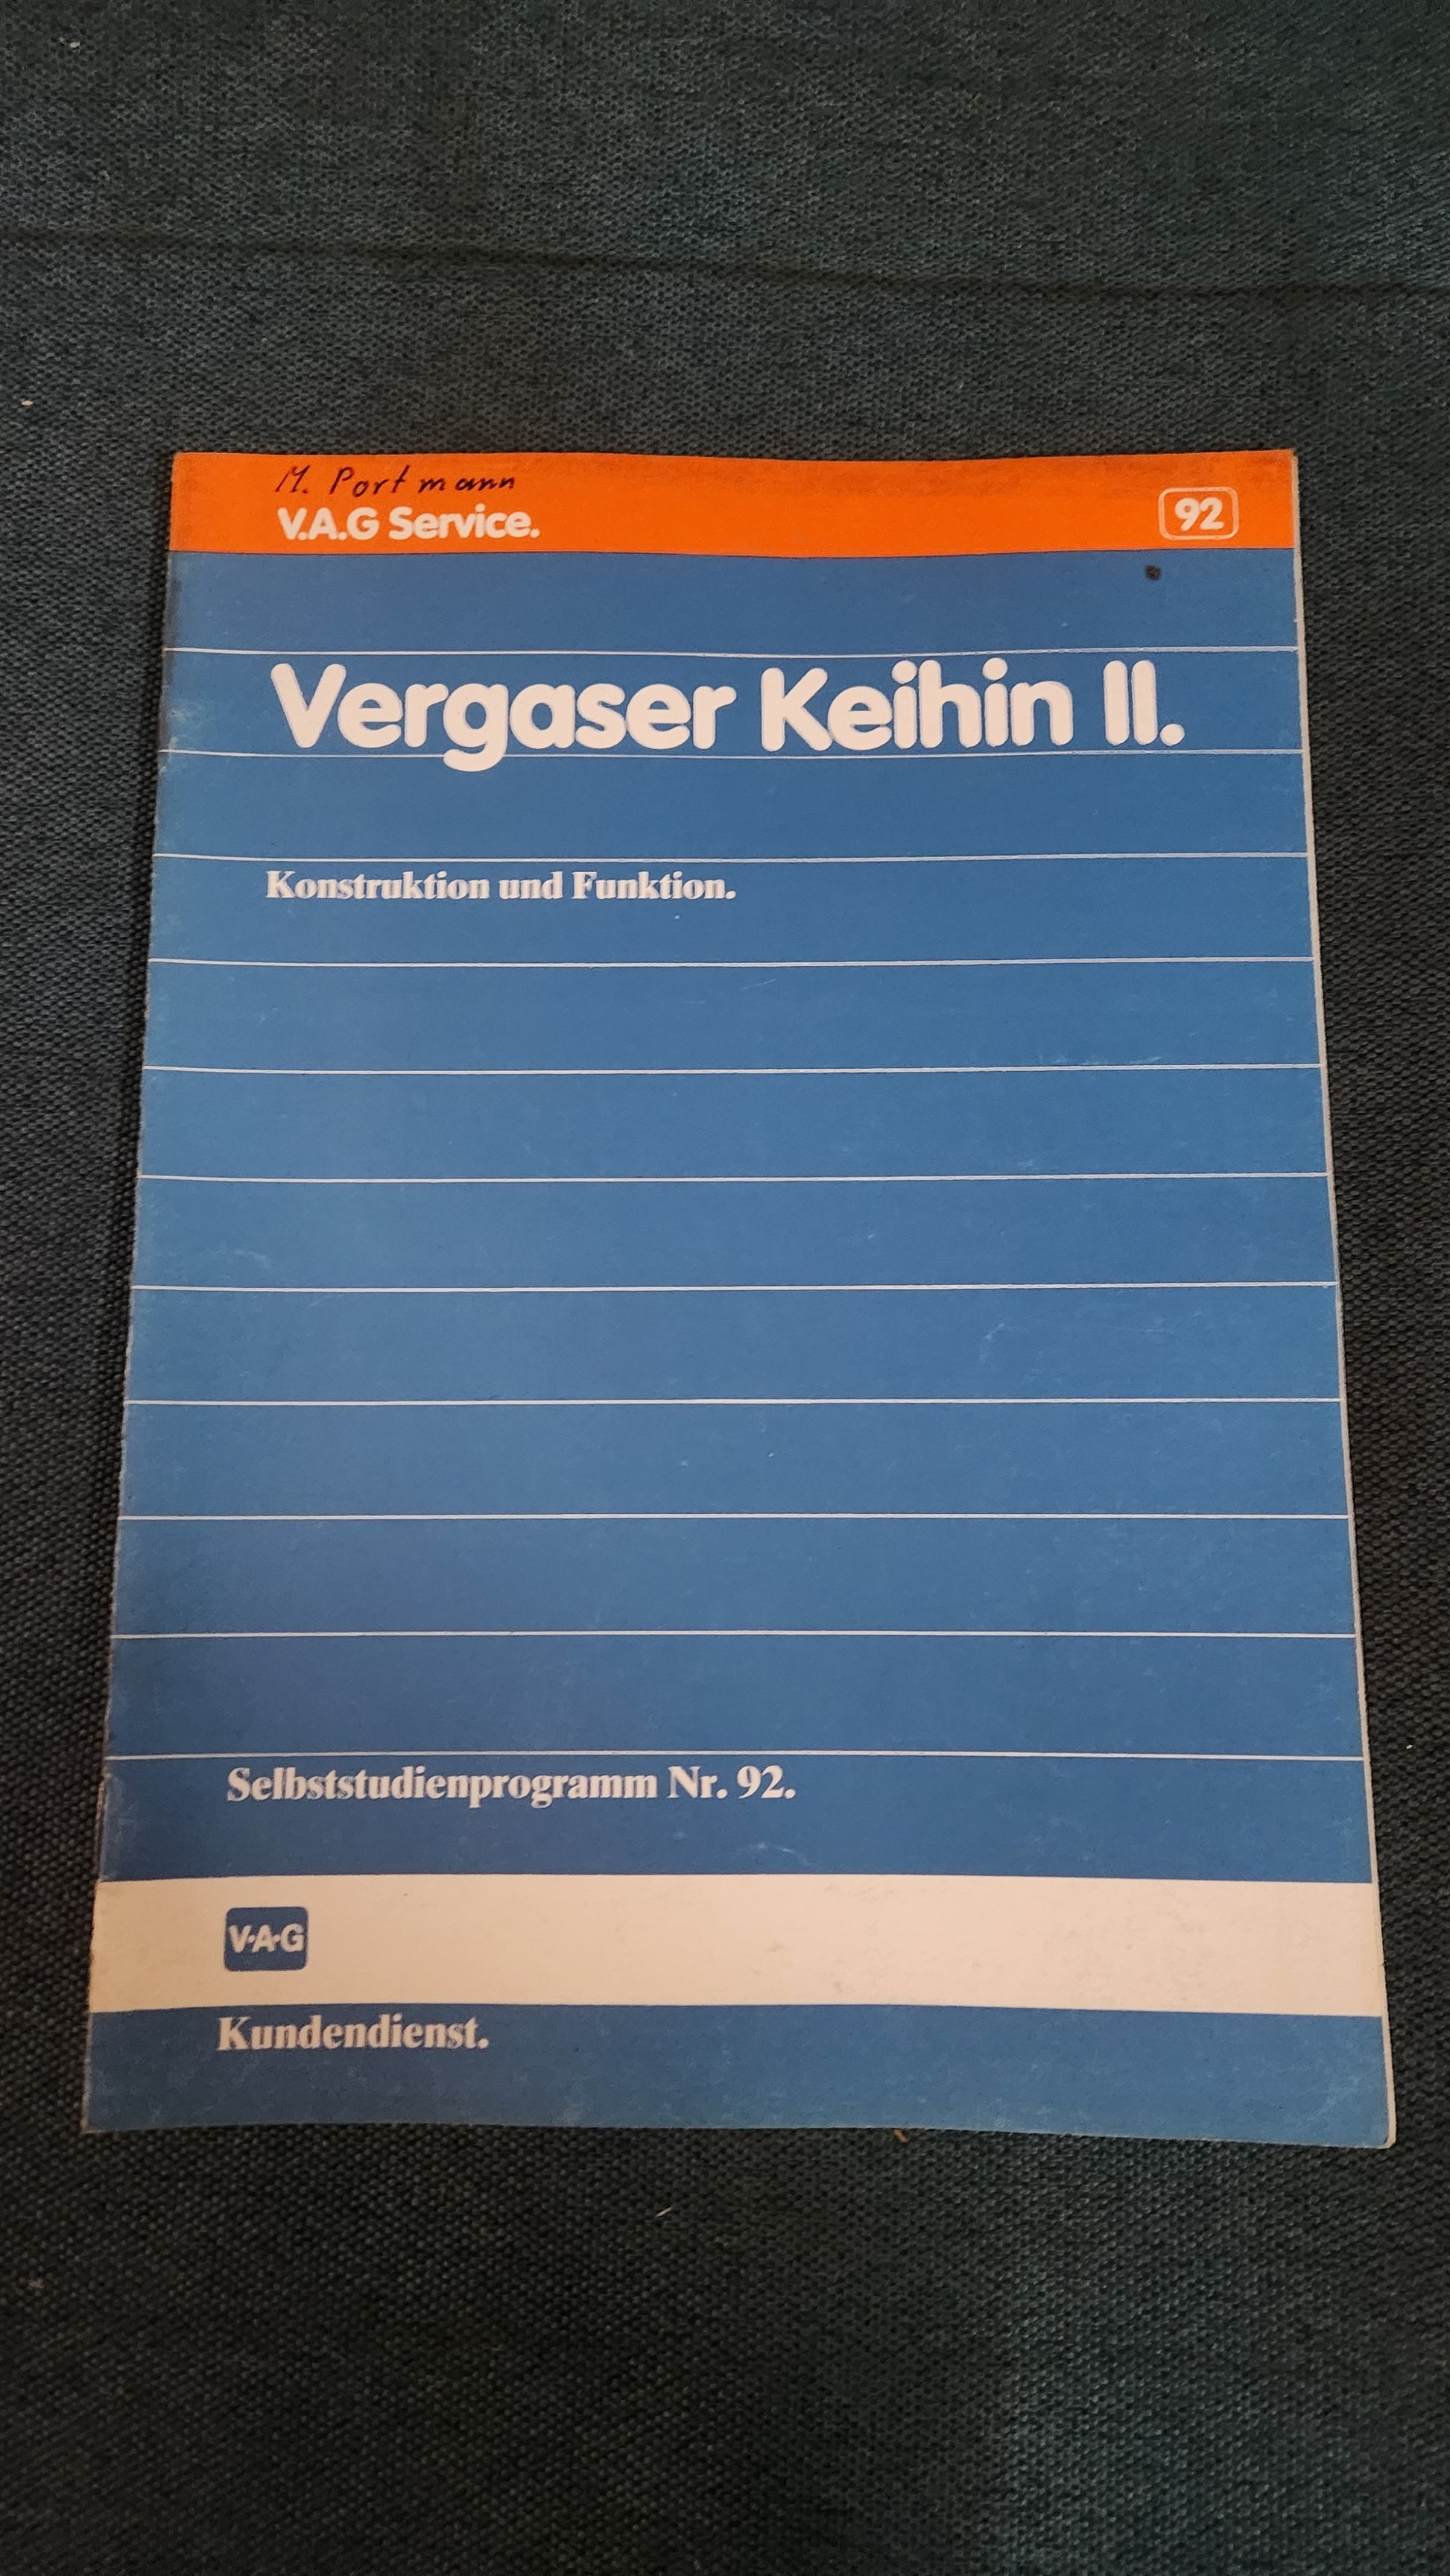 M. Portmann
V.A.G Service.
92
Vergaser Keihin II.
Konstruktion und Funktion.
Selbststudienprogramm Nr. 92.
V·A·G
Kundendienst.